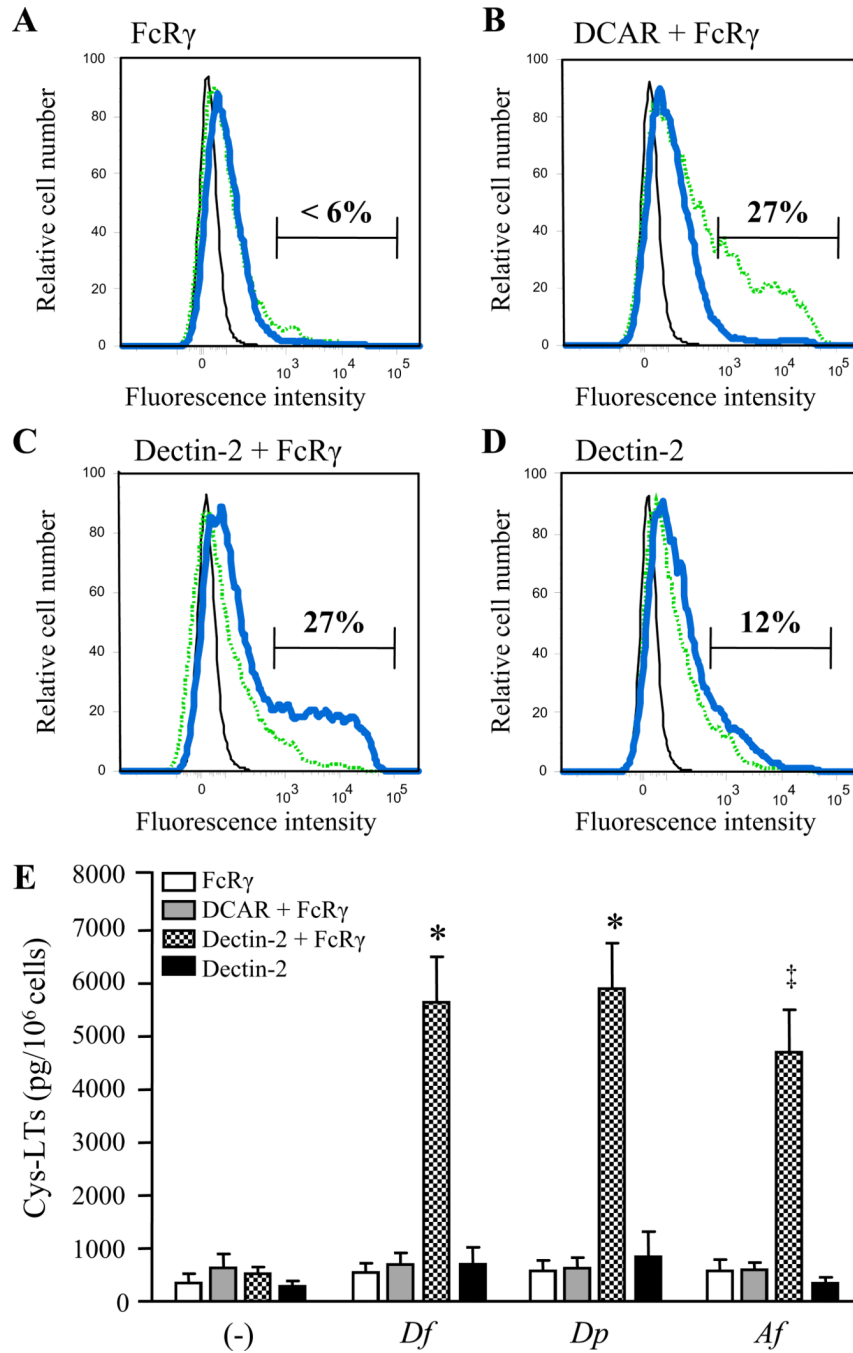 A
FcRγ
Relative cell number
100
80
60
40
20
0
< 6%
0 10³ 10⁴ 10⁵
Fluorescence intensity
B
DCAR + FcRγ
Relative cell number
100
80
60
40
20
0
27%
0 10³ 10⁴ 10⁵
Fluorescence intensity
C
Dectin-2 + FcRγ
Relative cell number
100
80
60
40
20
0
27%
0 10³ 10⁴ 10⁵
Fluorescence intensity
D
Dectin-2
Relative cell number
100
80
60
40
20
0
12%
0 10³ 10⁴ 10⁵
Fluorescence intensity
E
Cys-LTs (pg/10⁶ cells)
8000
7000
6000
5000
4000
3000
2000
1000
0
FcRγ
DCAR + FcRγ
Dectin-2 + FcRγ
Dectin-2
* * ‡
(-) Df Dp Af